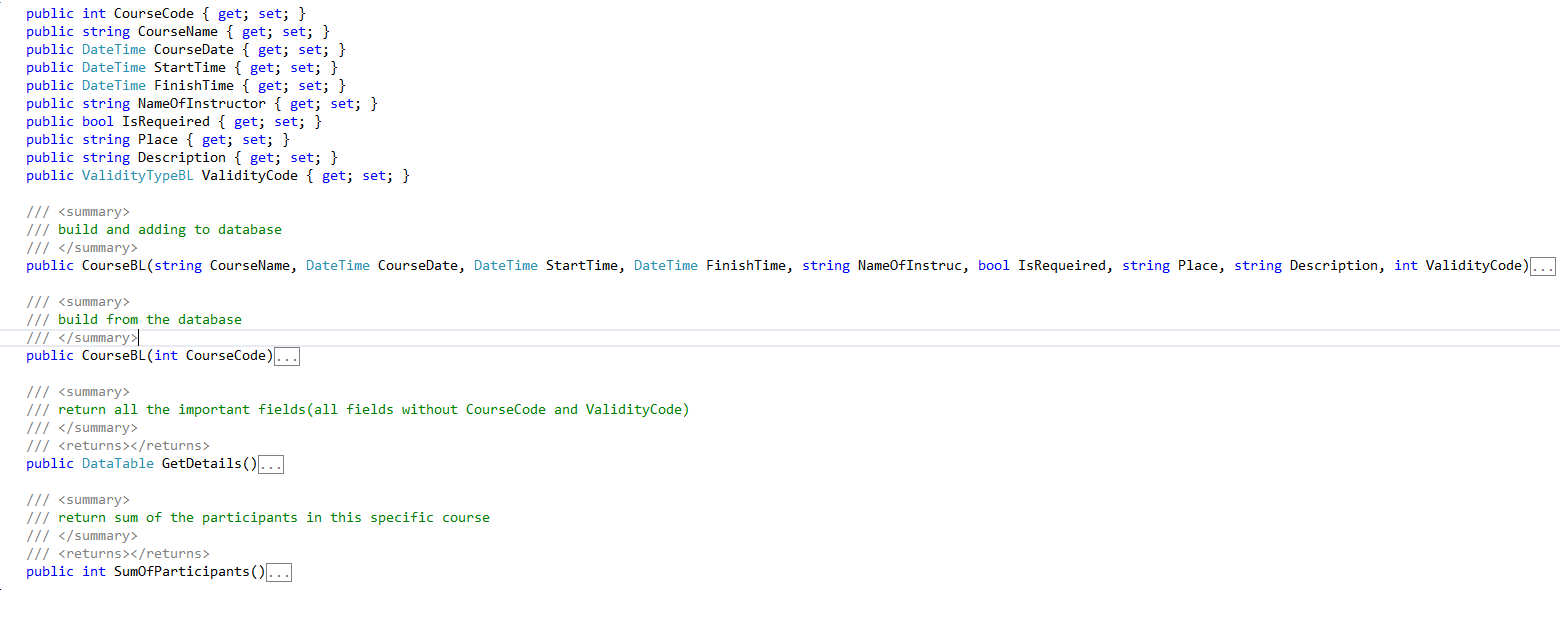 public int CourseCode { get; set; }
public string CourseName { get; set; }
public DateTime CourseDate { get; set; }
public DateTime StartTime { get; set; }
public DateTime FinishTime { get; set; }
public string NameOfInstructor { get; set; }
public bool IsRequeired { get; set; }
public string Place { get; set; }
public string Description { get; set; }
public ValidityTypeBL ValidityCode { get; set; }
/// <summary>
/// build and adding to database
/// </summary>
public CourseBL(string CourseName, DateTime CourseDate, DateTime StartTime, DateTime FinishTime, string NameOfInstruc, bool IsRequeired, string Place, string Description, int ValidityCode)...
/// <summary>
/// build from the database
/// </summary>
public CourseBL(int CourseCode)...
/// <summary>
/// return all the important fields(all fields without CourseCode and ValidityCode)
/// </summary>
/// <returns></returns>
public DataTable GetDetails()...
/// <summary>
/// return sum of the participants in this specific course
/// </summary>
/// <returns></returns>
public int SumOfParticipants()...